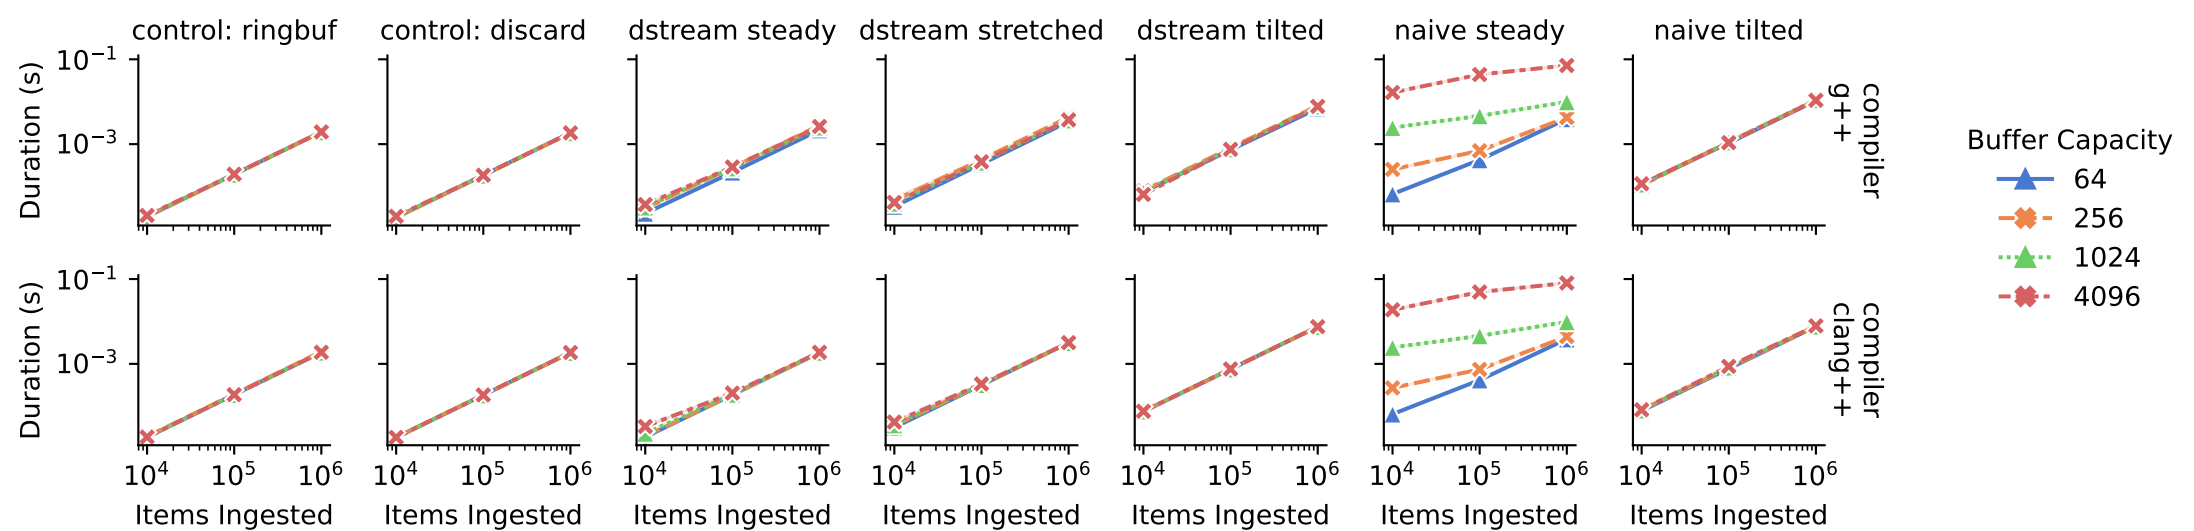 control: ringbuf
control: discard
dstream steady
dstream stretched
dstream tilted
naive steady
naive tilted
Duration (s)
10⁻¹
10⁻³
compiler
g++
Duration (s)
10⁻¹
10⁻³
compiler
clang++
10⁴ 10⁵ 10⁶
10⁴ 10⁵ 10⁶
10⁴ 10⁵ 10⁶
10⁴ 10⁵ 10⁶
10⁴ 10⁵ 10⁶
10⁴ 10⁵ 10⁶
10⁴ 10⁵ 10⁶
Items Ingested
Items Ingested
Items Ingested
Items Ingested
Items Ingested
Items Ingested
Items Ingested
Buffer Capacity
64
256
1024
4096